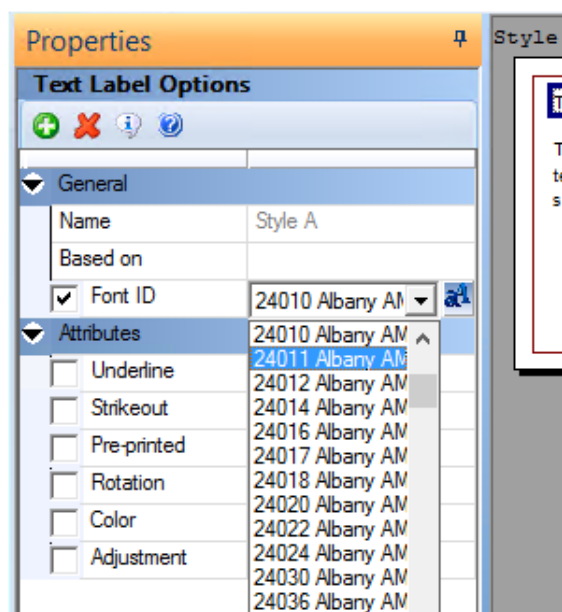 Properties
Style
Text Label Options
General
Name Style A
Based on
Font ID 24010 Albany AM
Attributes
24010 Albany AM
24011 Albany AM
Underline
24012 Albany AM
Strikeout
24014 Albany AM
24016 Albany AM
Pre-printed
24017 Albany AM
Rotation
24018 Albany AM
24020 Albany AM
Color
24022 Albany AM
Adjustment
24024 Albany AM
24030 Albany AM
24036 Albany AM
T
te
s